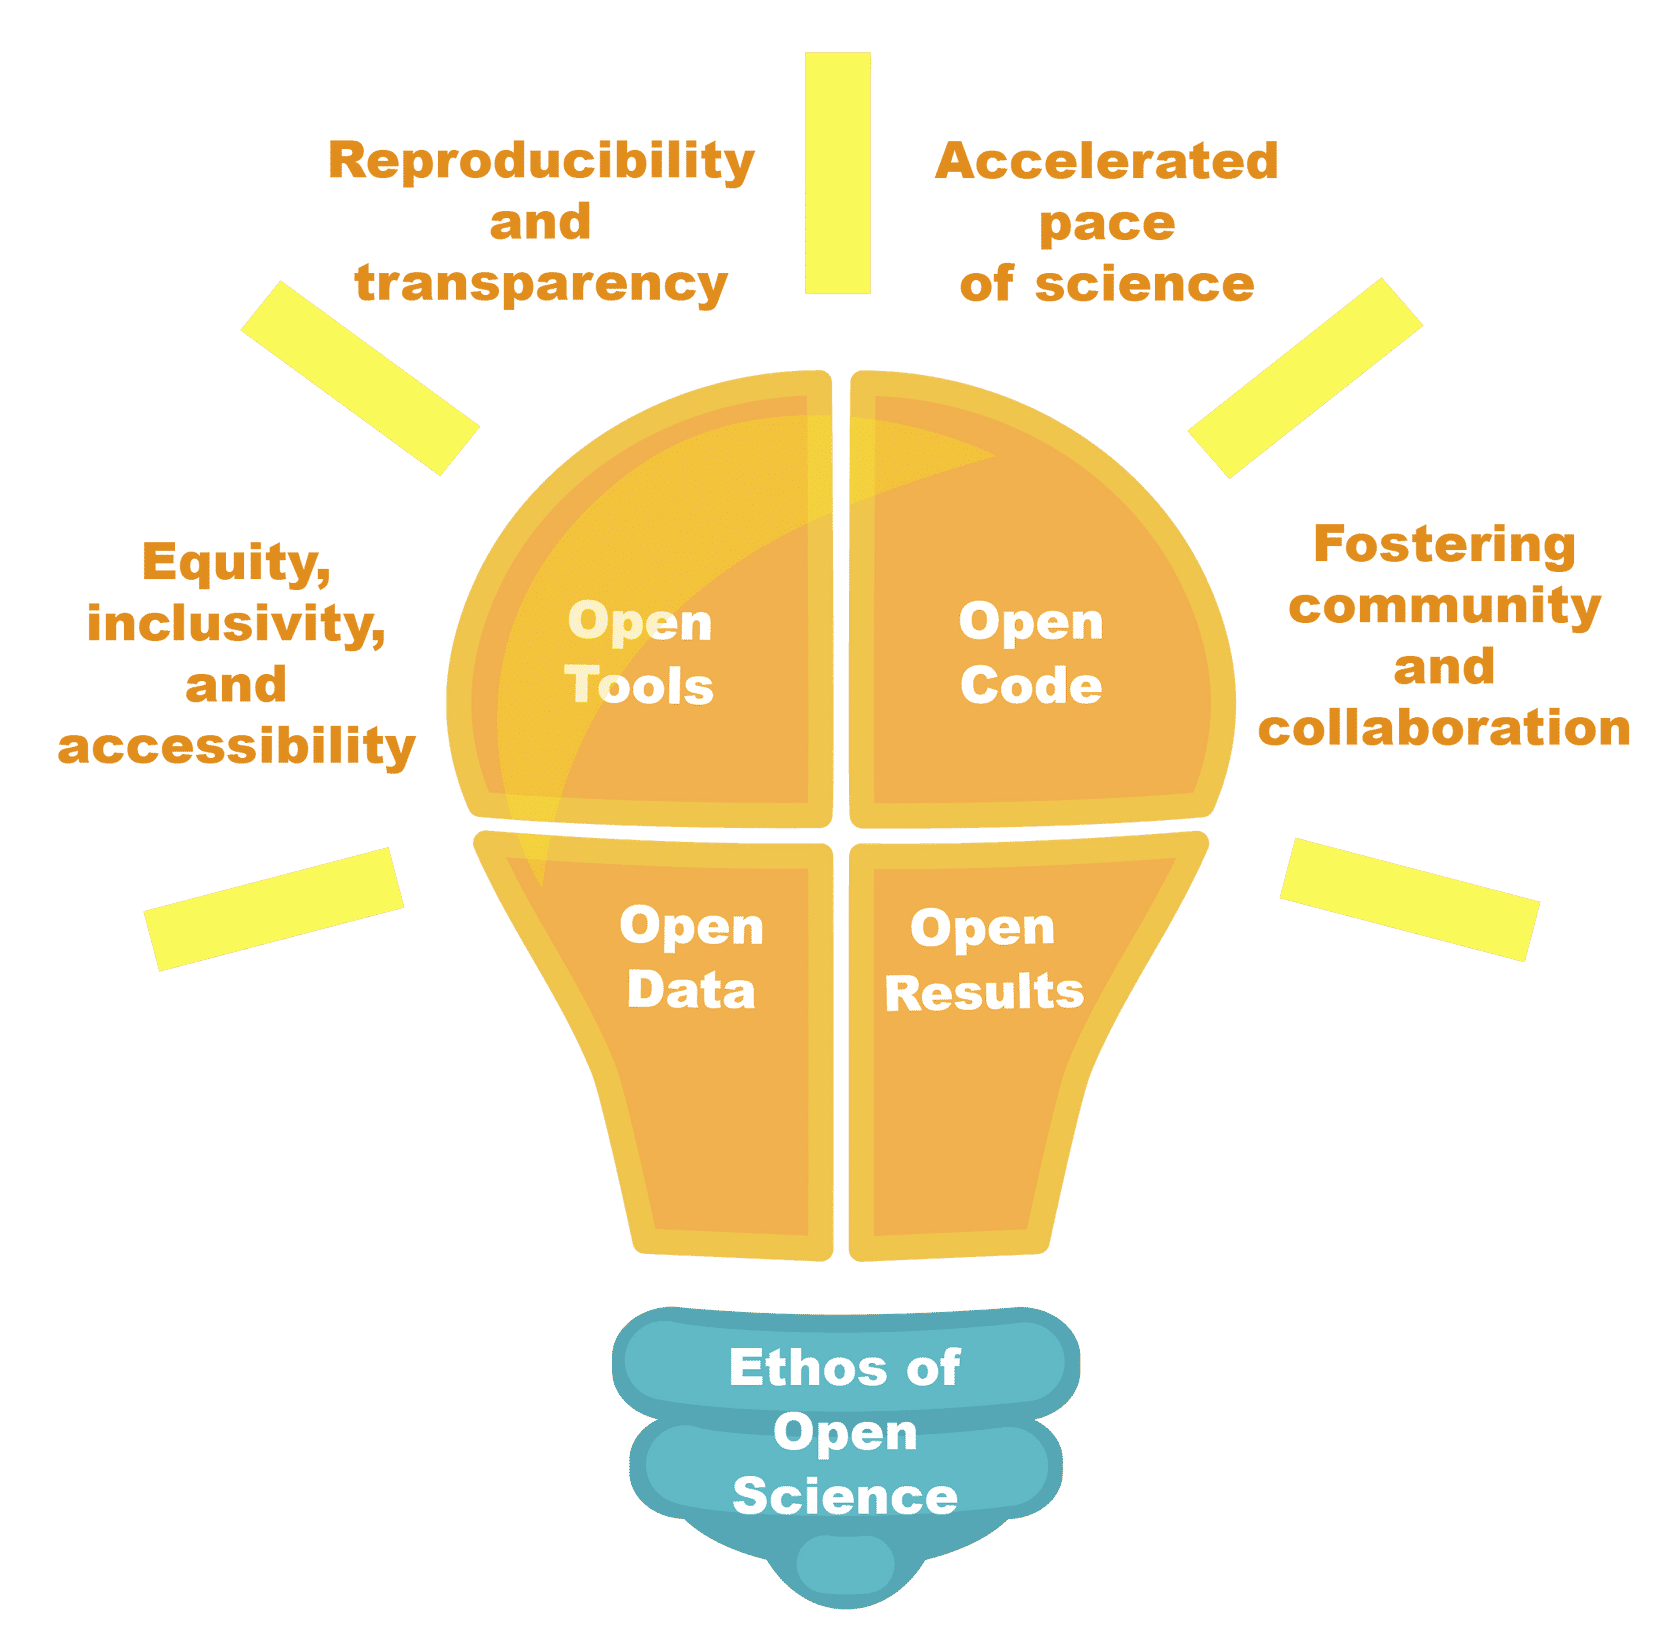 Reproducibility
and
transparency
Accelerated
pace
of science
Equity,
inclusivity,
and
accessibility
Fostering
community
and
collaboration
Open
Tools
Open
Code
Open
Data
Open
Results
Ethos of
Open
Science